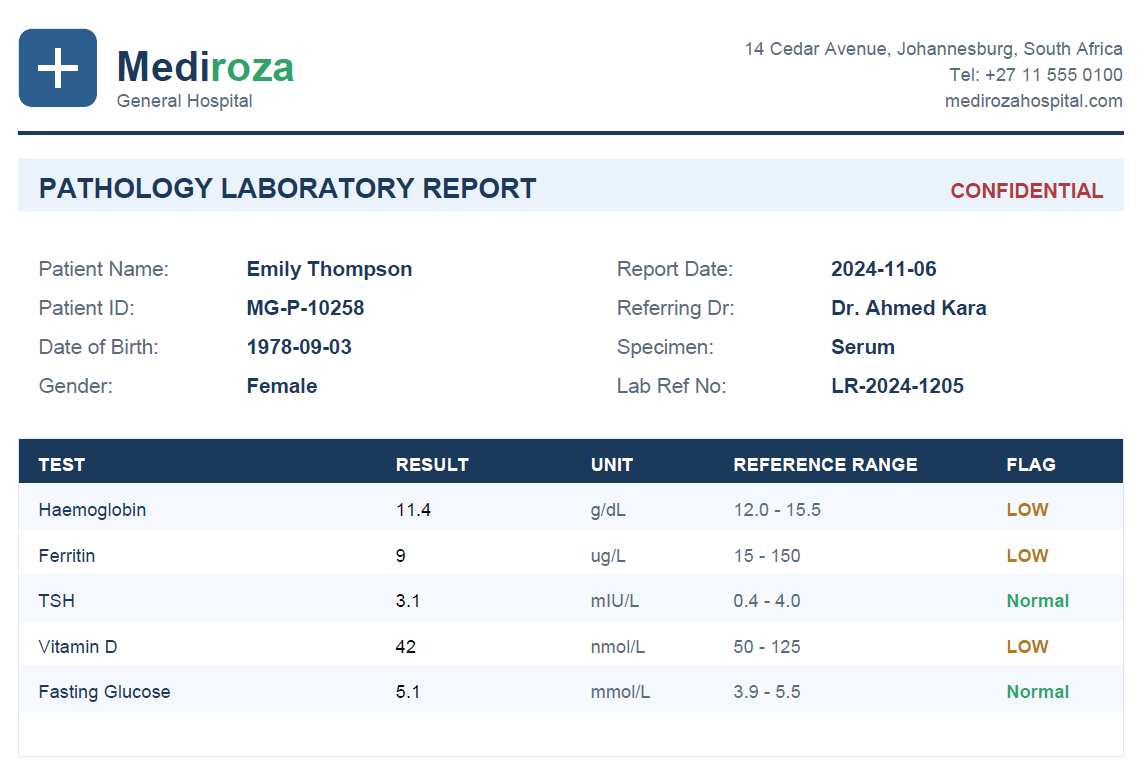 Mediroza
General Hospital
14 Cedar Avenue, Johannesburg, South Africa
Tel: +27 11 555 0100
medirozahospital.com
PATHOLOGY LABORATORY REPORT CONFIDENTIAL
Patient Name: Emily Thompson Report Date: 2024-11-06
Patient ID: MG-P-10258 Referring Dr: Dr. Ahmed Kara
Date of Birth: 1978-09-03 Specimen: Serum
Gender: Female Lab Ref No: LR-2024-1205
TEST RESULT UNIT REFERENCE RANGE FLAG
Haemoglobin 11.4 g/dL 12.0 - 15.5 LOW
Ferritin 9 ug/L 15 - 150 LOW
TSH 3.1 mIU/L 0.4 - 4.0 Normal
Vitamin D 42 nmol/L 50 - 125 LOW
Fasting Glucose 5.1 mmol/L 3.9 - 5.5 Normal